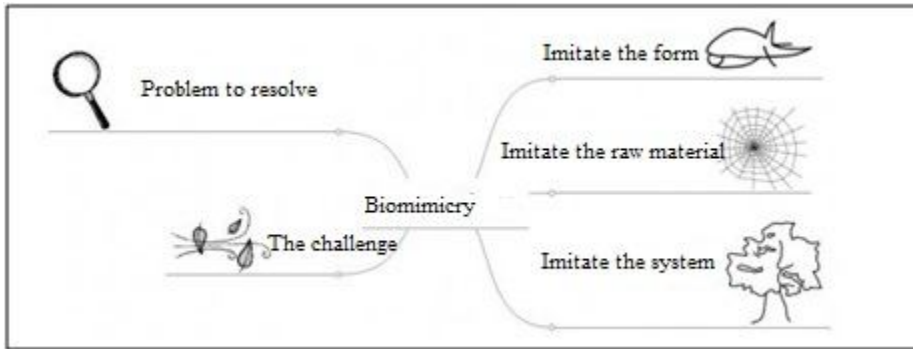 Problem to resolve
The challenge
Biomimicry
Imitate the form
Imitate the raw material
Imitate the system